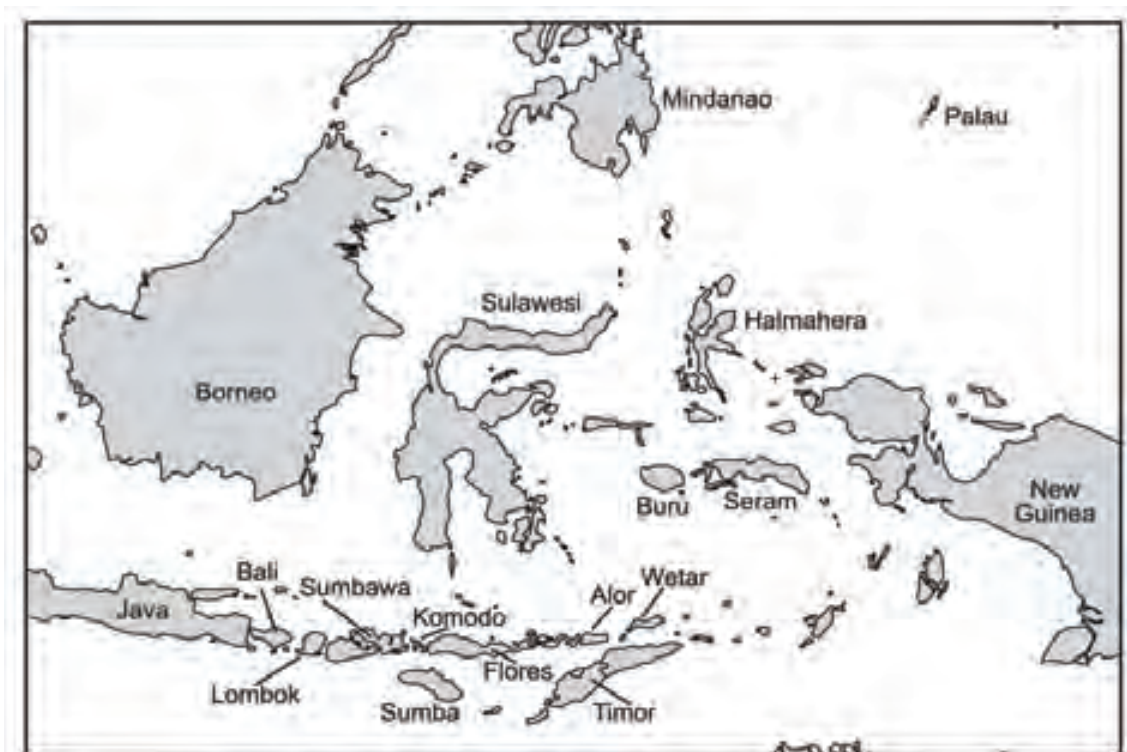 Mindanao
Palau
Sulawesi
Halmahera
Borneo
New
Guinea
Buru
Seram
Bali
Sumbawa
Java
Komodo
Alor
Wetar
Lombok
Flores
Sumba
Timor